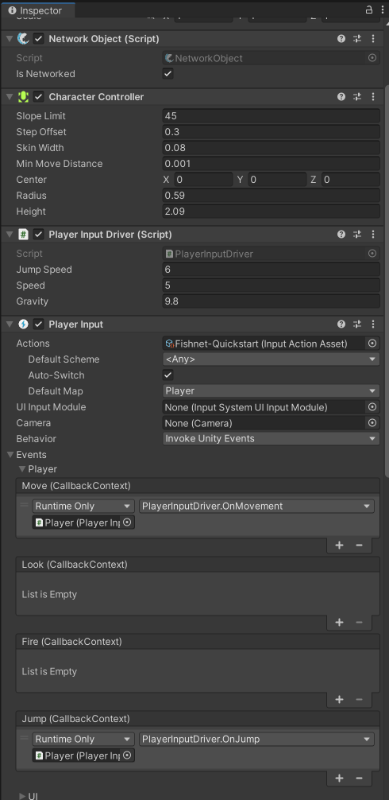 Inspector
Network Object (Script)
Script NetworkObject
Is Networked
Character Controller
Slope Limit 45
Step Offset 0.3
Skin Width 0.08
Min Move Distance 0.001
Center X 0 Y 0 Z 0
Radius 0.59
Height 2.09
Player Input Driver (Script)
Script PlayerInputDriver
Jump Speed 6
Speed 5
Gravity 9.8
Player Input
Actions Fishnet-Quickstart (Input Action Asset)
Default Scheme <Any>
Auto-Switch
Default Map Player
UI Input Module None (Input System UI Input Module)
Camera None (Camera)
Behavior Invoke Unity Events
Events
Player
Move (CallbackContext)
Runtime Only PlayerInputDriver.OnMovement
Player (Player Inp
Look (CallbackContext)
List is Empty
Fire (CallbackContext)
List is Empty
Jump (CallbackContext)
Runtime Only PlayerInputDriver.OnJump
Player (Player Inp
UI